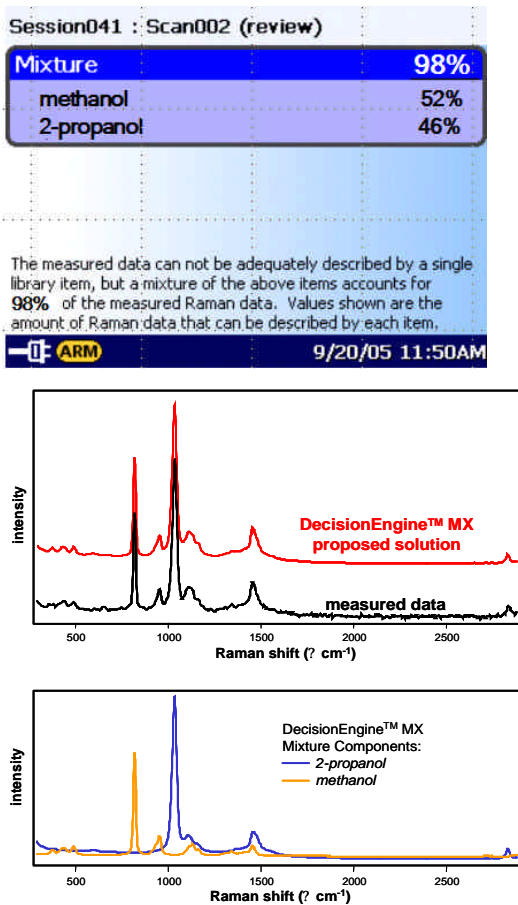 Session041 : Scan002 (review)
Mixture 98%
methanol 52%
2-propanol 46%
The measured data can not be adequately described by a single
library item, but a mixture of the above items accounts for
98% of the measured Raman data. Values shown are the
amount of Raman data that can be described by each item.
ARM 9/20/05 11:50AM
intensity
DecisionEngine™ MX
proposed solution
measured data
500 1000 1500 2000 2500
Raman shift (? cm-1)
intensity
DecisionEngine™ MX
Mixture Components:
2-propanol
methanol
500 1000 1500 2000 2500
Raman shift (? cm-1)